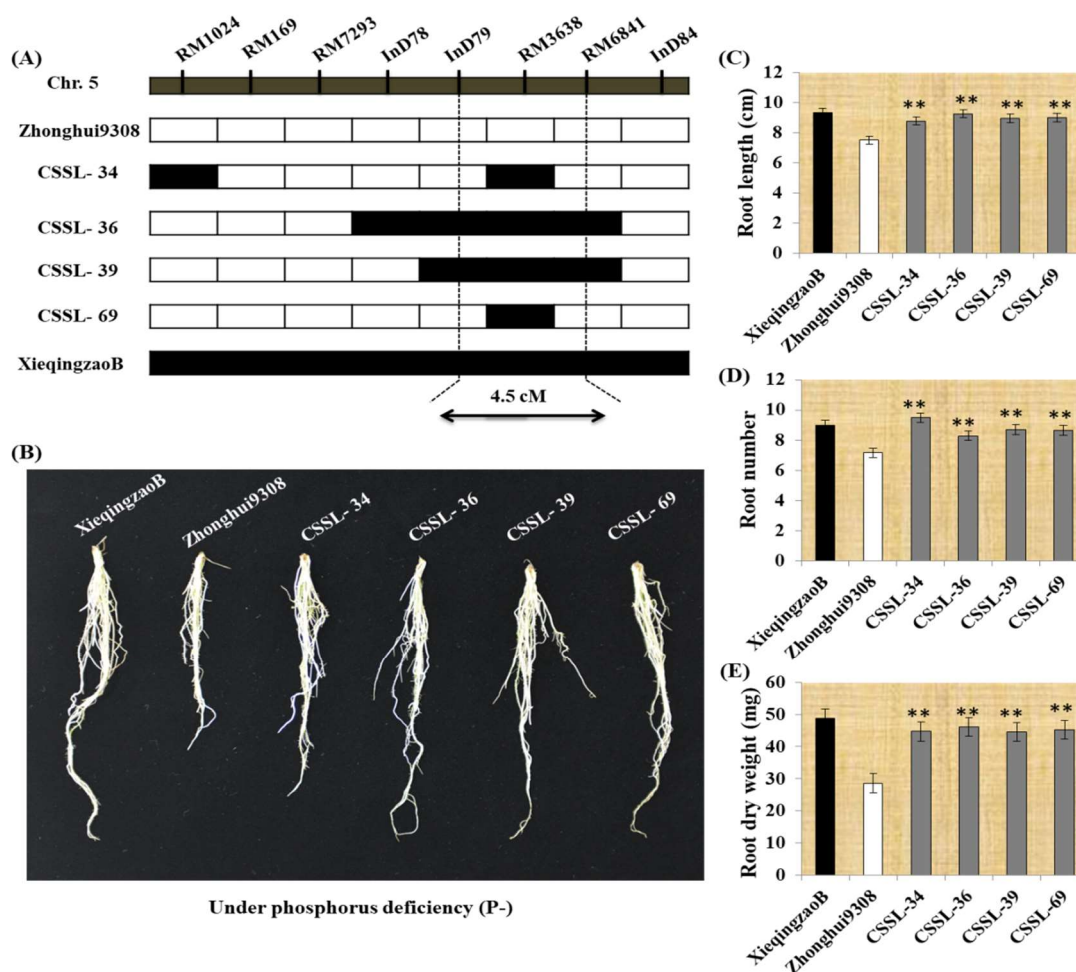 (A)
RM1024 RM169 RM7293 InD78 InD79 RM3638 RM6841 InD84
Chr. 5
Zhonghui9308
CSSL- 34
CSSL- 36
CSSL- 39
CSSL- 69
XieqingzaoB
4.5 cM
(B)
XieqingzaoB Zhonghui9308 CSSL- 34 CSSL- 36 CSSL- 39 CSSL- 69
Under phosphorus deficiency (P-)
(C)
Root length (cm)
12
10
8
6
4
2
0
** ** ** **
XieqingzaoB Zhonghui9308 CSSL-34 CSSL-36 CSSL-39 CSSL-69
(D)
Root number
12
10
8
6
4
2
0
** ** ** **
XieqingzaoB Zhonghui9308 CSSL-34 CSSL-36 CSSL-39 CSSL-69
(E)
Root dry weight (mg)
60
50
40
30
20
10
0
** ** ** **
XieqingzaoB Zhonghui9308 CSSL-34 CSSL-36 CSSL-39 CSSL-69